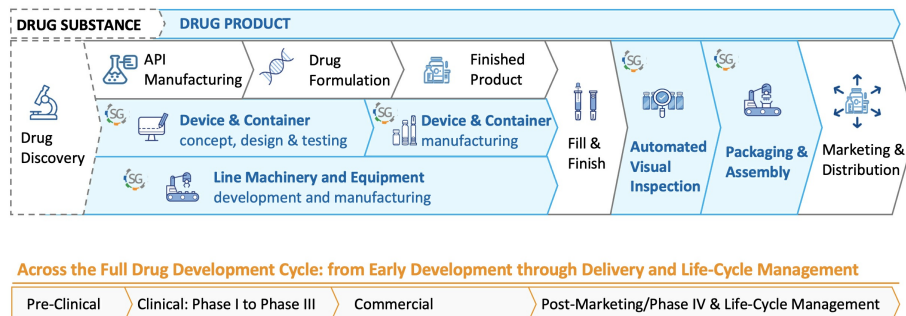 DRUG SUBSTANCE
DRUG PRODUCT
Drug
Discovery
API
Manufacturing
Drug
Formulation
Finished
Product
SG
Device & Container
concept, design & testing
SG
Device & Container
manufacturing
SG
Line Machinery and Equipment
development and manufacturing
Fill &
Finish
SG
Automated
Visual
Inspection
SG
Packaging &
Assembly
Marketing &
Distribution
Across the Full Drug Development Cycle: from Early Development through Delivery and Life-Cycle Management
Pre-Clinical
Clinical: Phase I to Phase III
Commercial
Post-Marketing/Phase IV & Life-Cycle Management